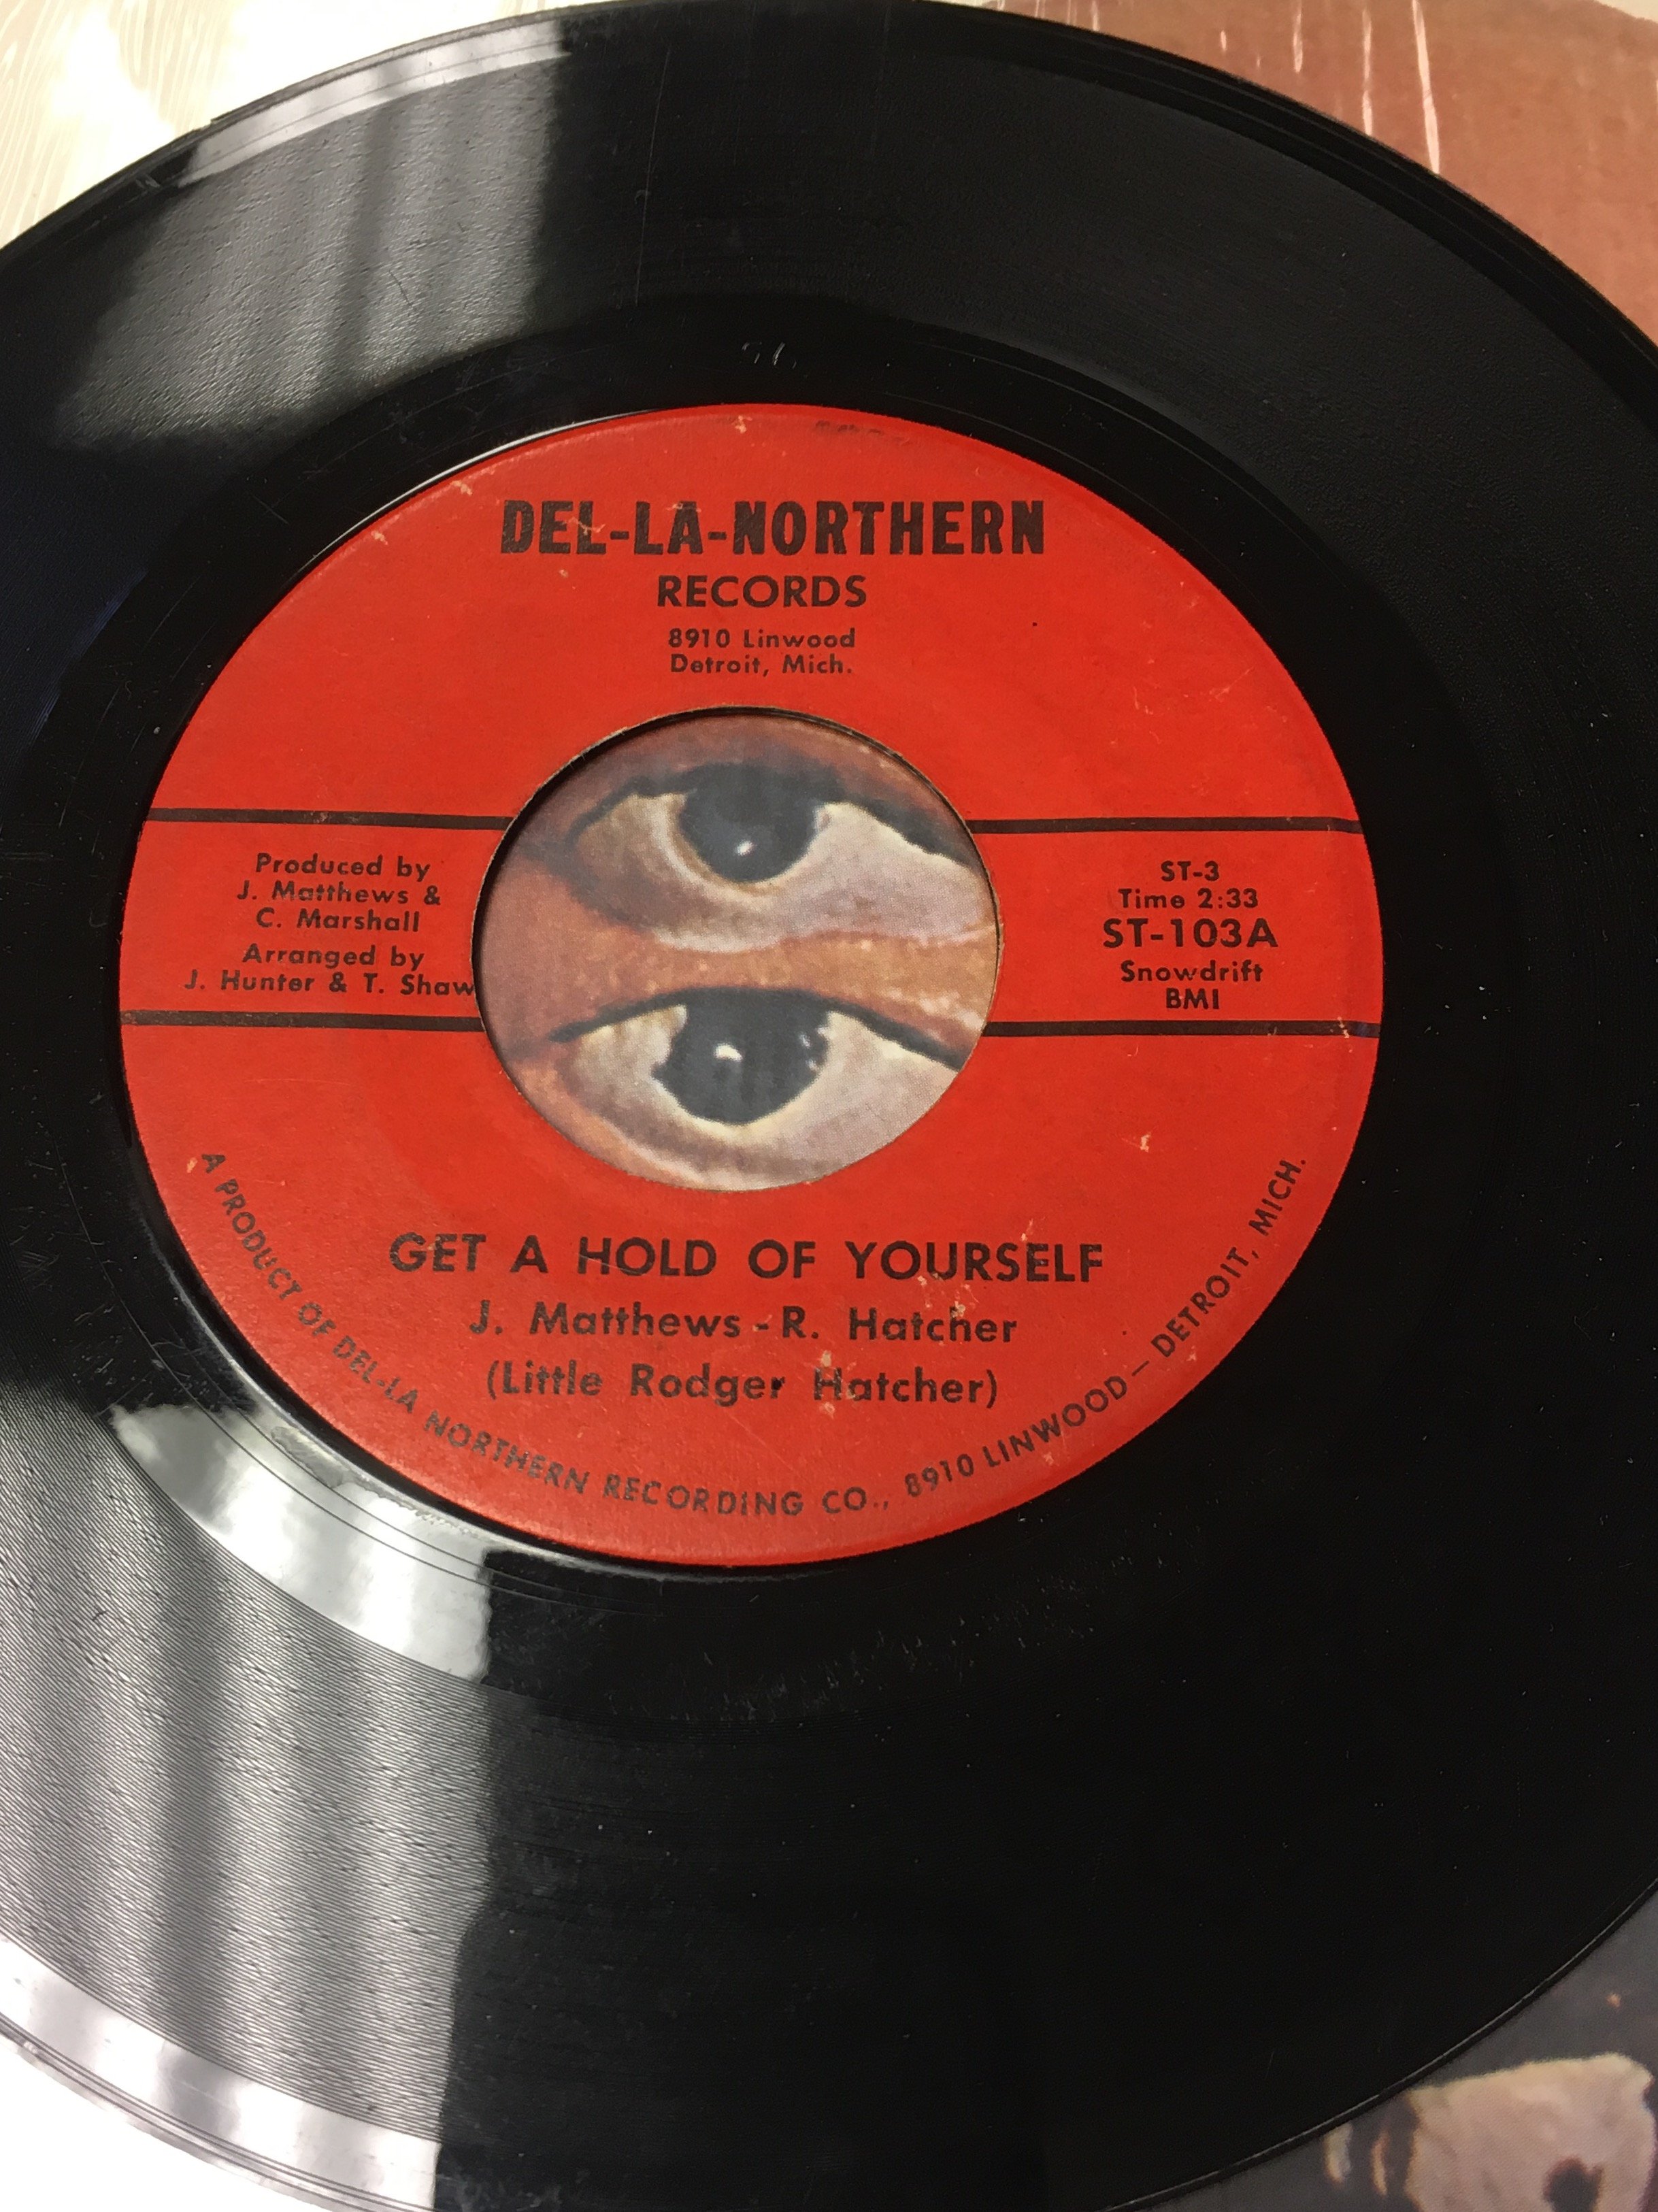 DEL-LA-NORTHERN
RECORDS
8910 Linwood
Detroit, Mich.
Produced by
J. Matthews &
C. Marshall
Arranged by
J. Hunter & T. Shaw
ST-3
Time 2:33
ST-103A
Snowdrift
BMI
GET A HOLD OF YOURSELF
J. Matthews - R. Hatcher
(Little Rodger Hatcher)
A PRODUCT OF DEL-LA NORTHERN RECORDING CO., 8910 LINWOOD — DETROIT, MICH.